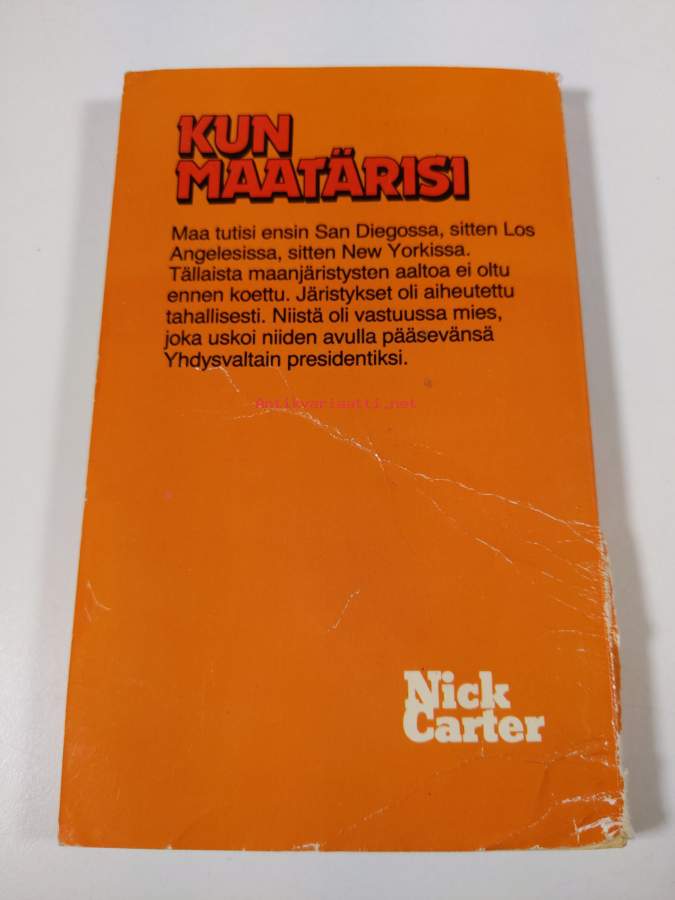 KUN
MAATÄRISI
Maa tutisi ensin San Diegossa, sitten Los
Angelesissa, sitten New Yorkissa.
Tällaista maanjäristysten aaltoa ei oltu
ennen koettu. Järistykset oli aiheutettu
tahallisesti. Niistä oli vastuussa mies,
joka uskoi niiden avulla pääsevänsä
Yhdysvaltain presidentiksi.
Antikvariaatti.net
Nick
Carter